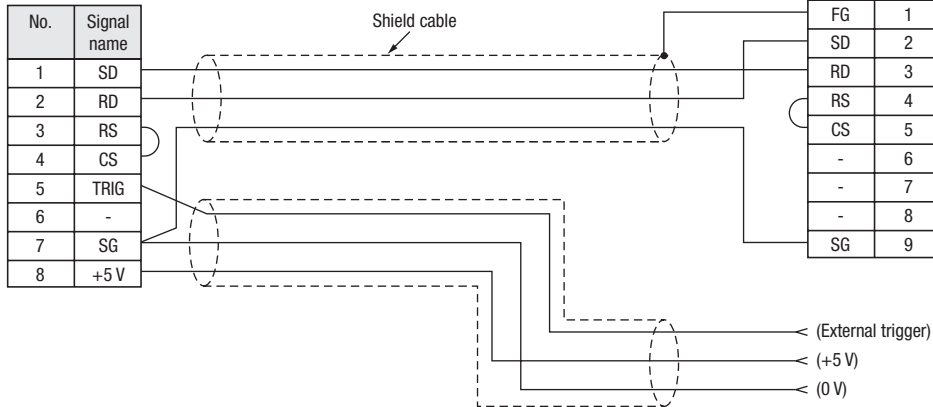 No. Signal name
1 SD
2 RD
3 RS
4 CS
5 TRIG
6 -
7 SG
8 +5 V
Shield cable
FG 1
SD 2
RD 3
RS 4
CS 5
- 6
- 7
- 8
SG 9
(External trigger)
(+5 V)
(0 V)